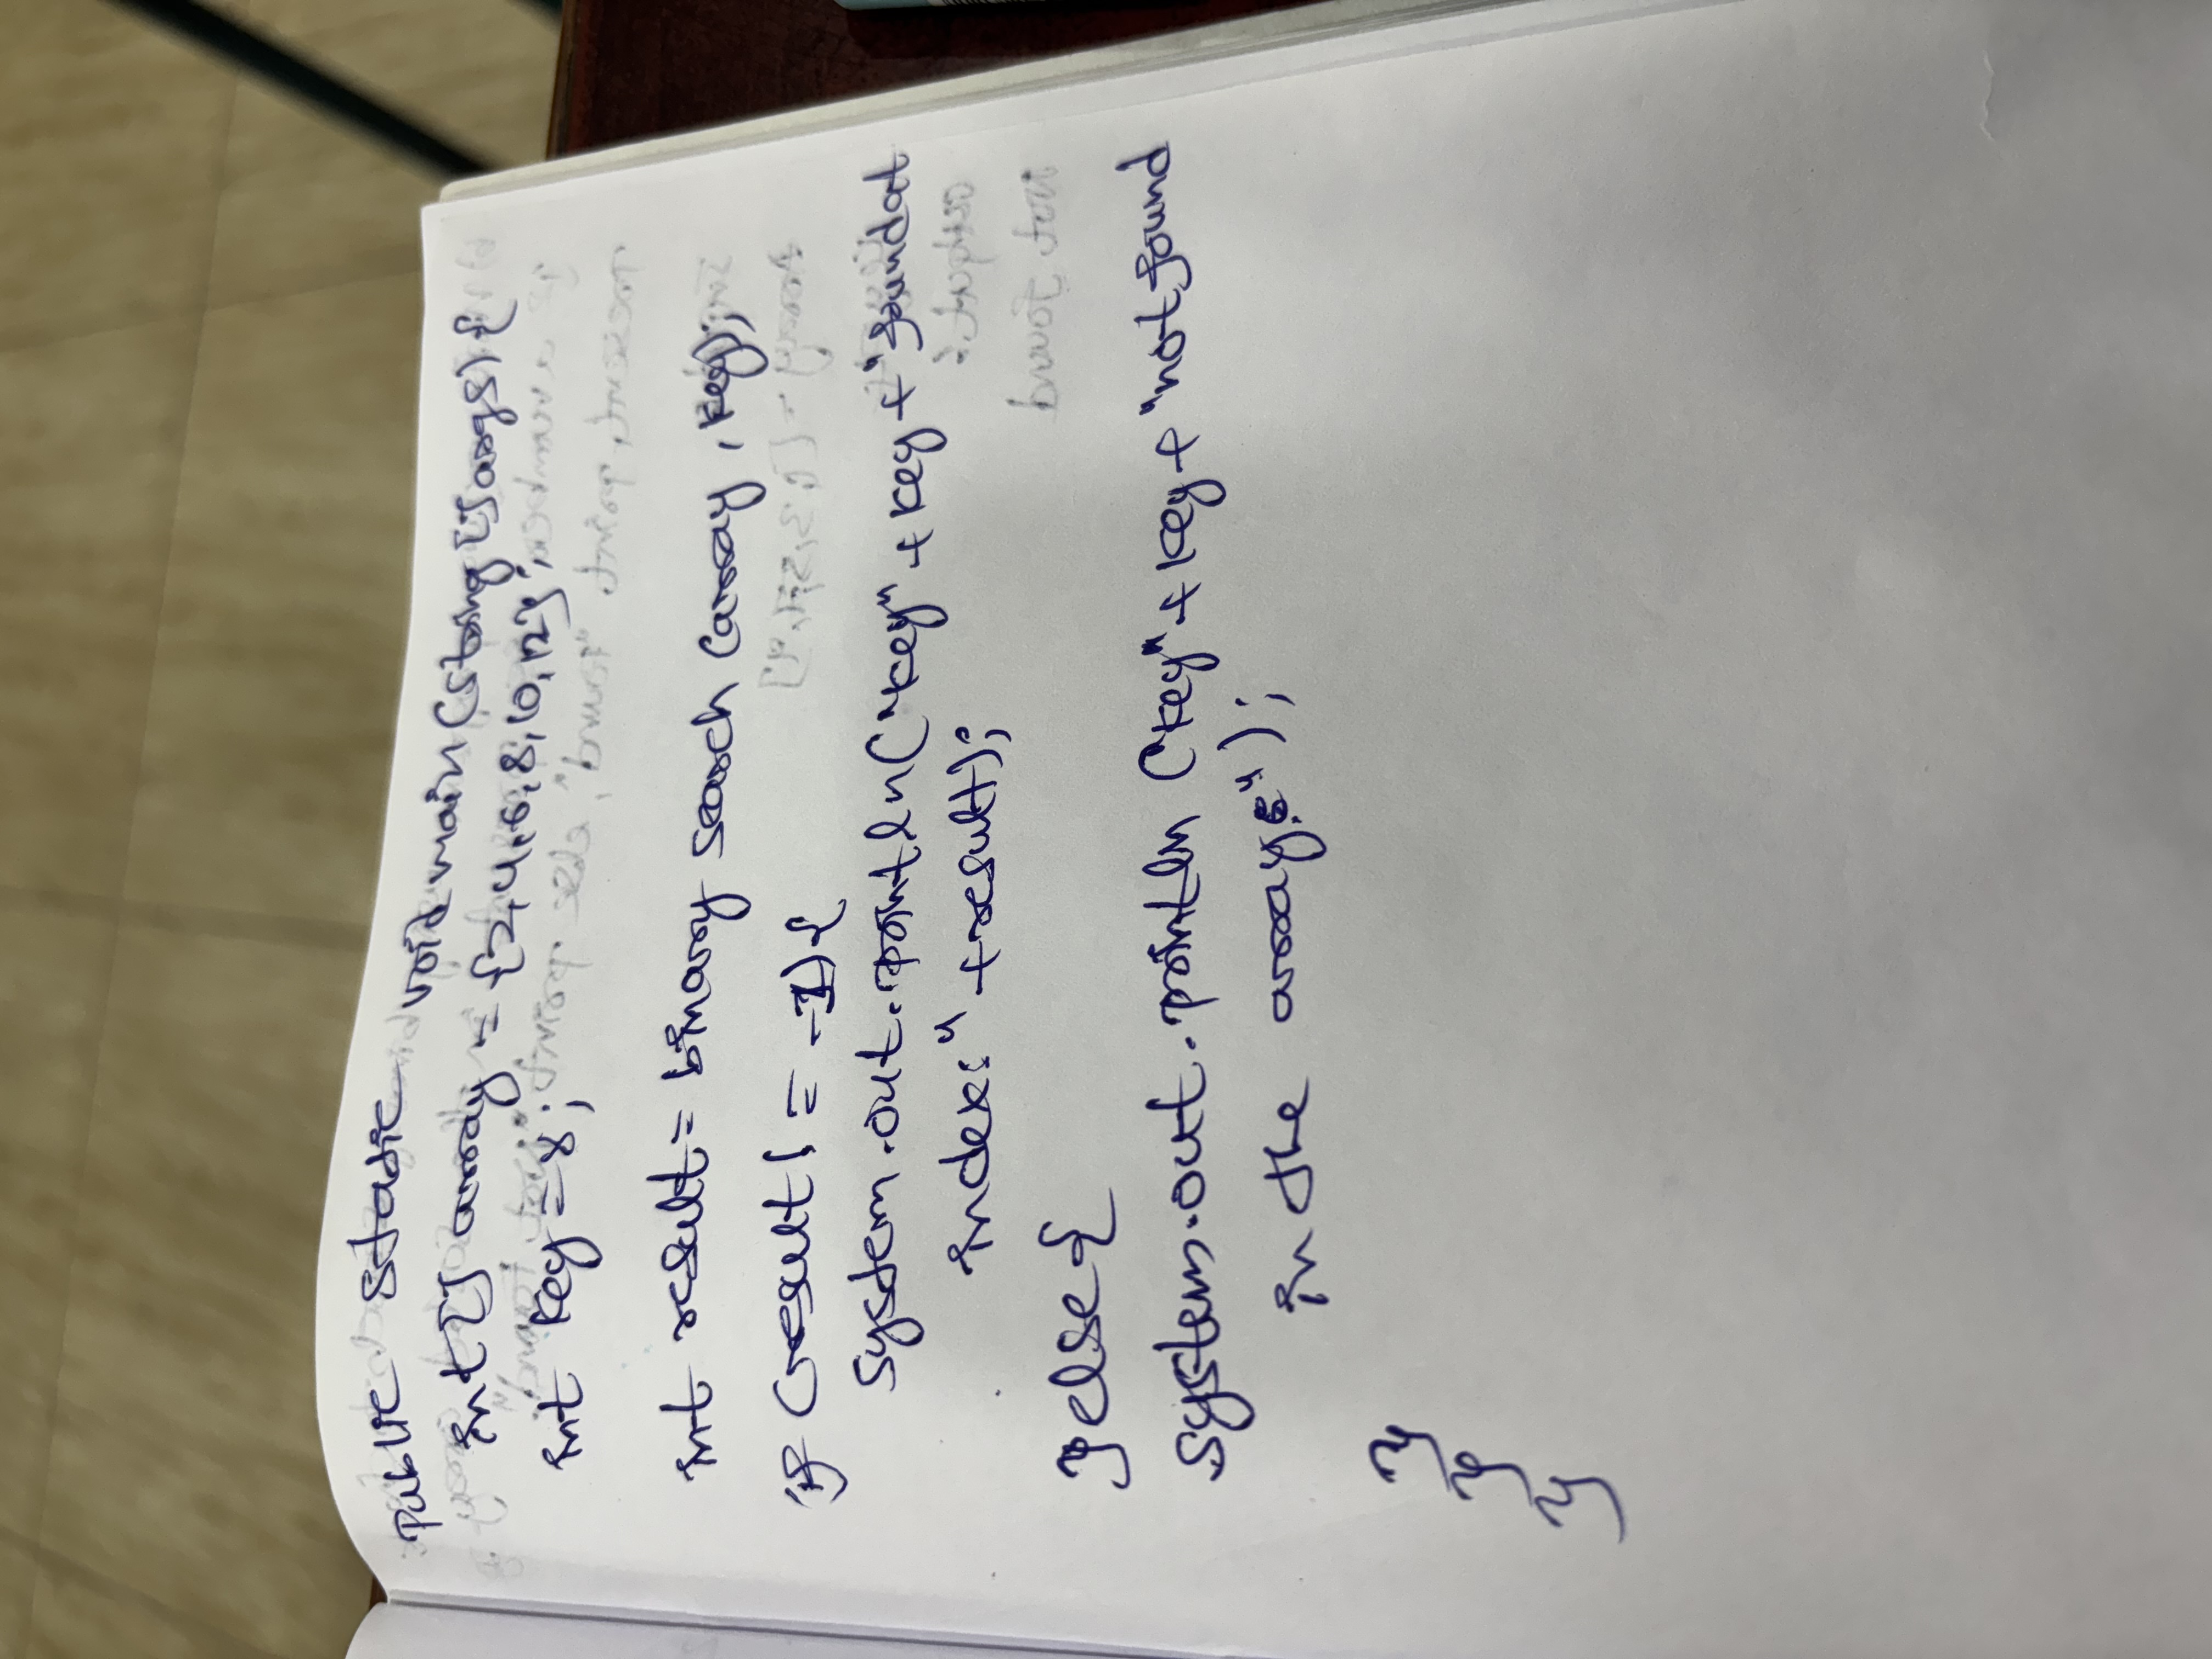 Public static void main(string[] args) {
int[] array = {2,4,6,8,10,12};
int key = 8;
int result = binary search (array, key);
if (result! = -1) {
system.out.println("key" + key + "found at
index:" + result);
} else {
system.out.println ("key" + key + "not found
in the array.");
}
}
}